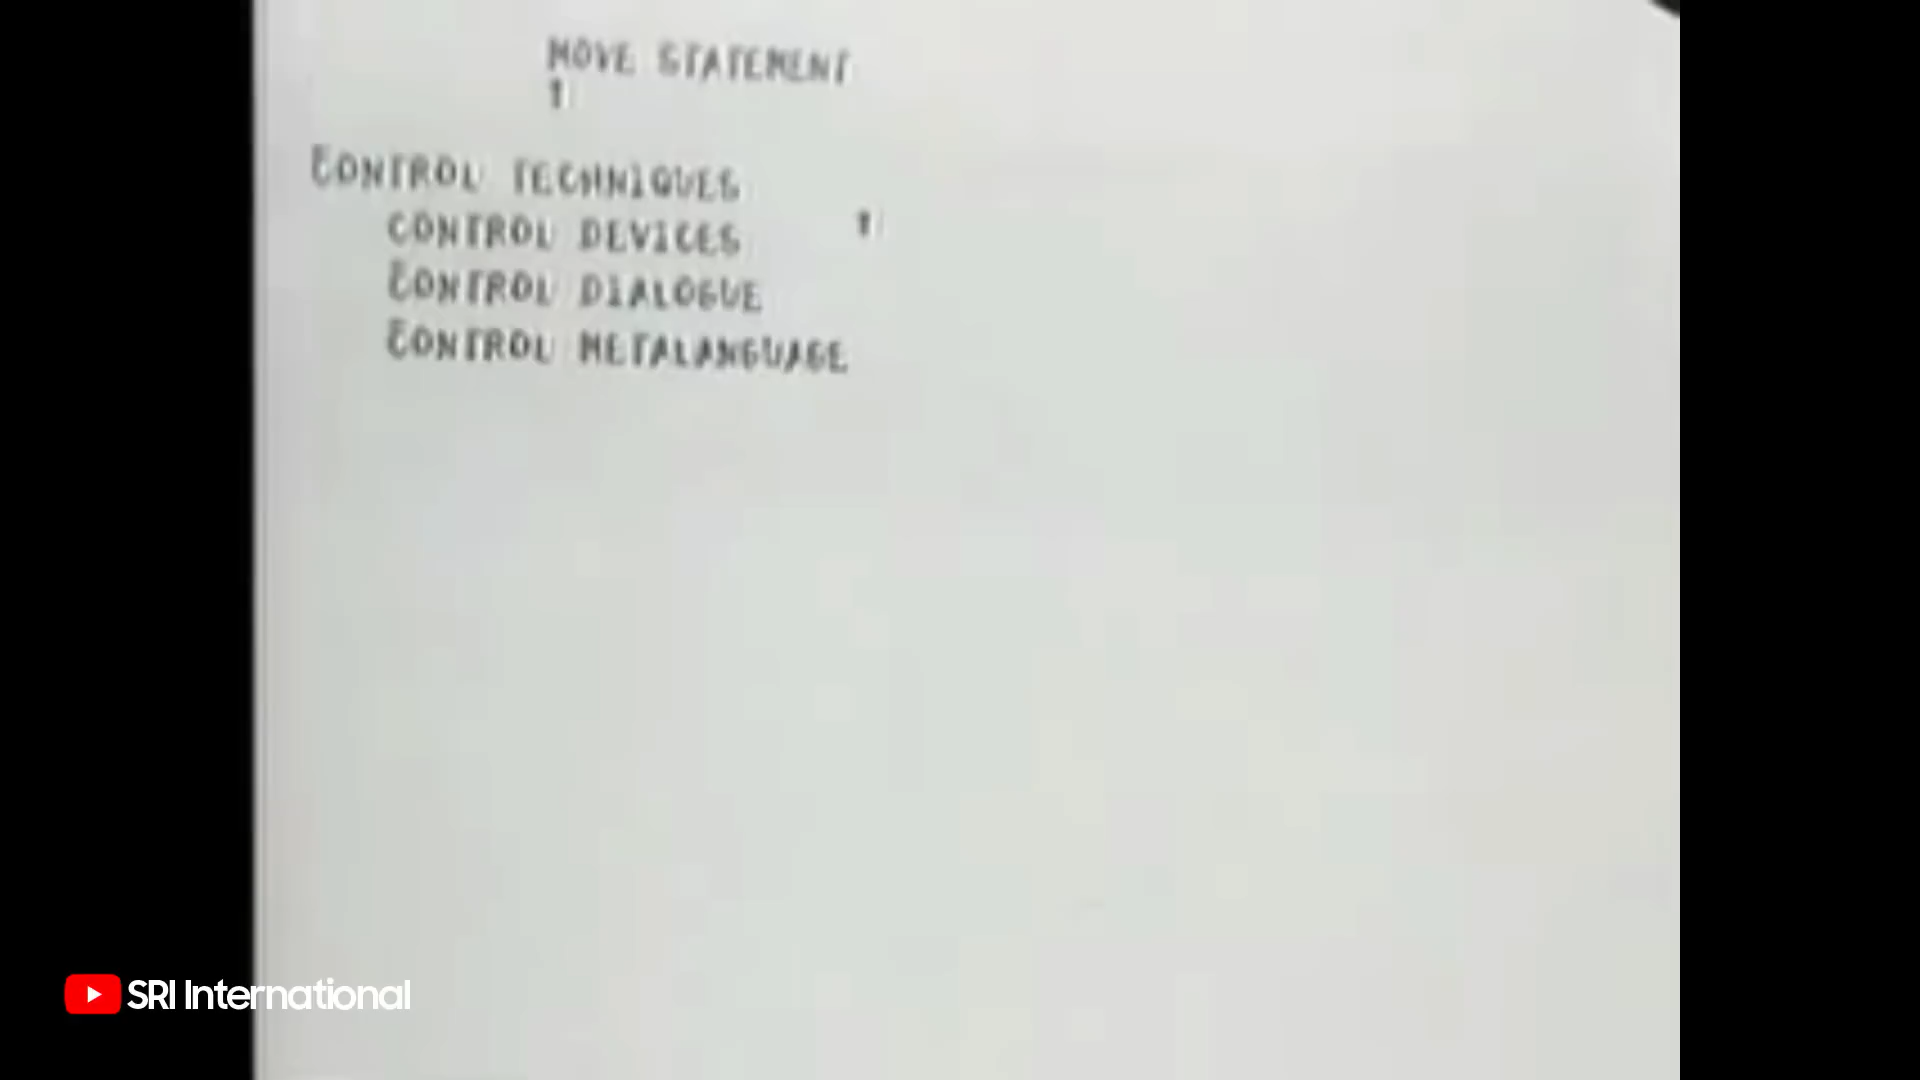 MOVE STATEMENT
↑
CONTROL TECHNIQUES
CONTROL DEVICES
CONTROL DIALOGUE
CONTROL METALANGUAGE
SRI International